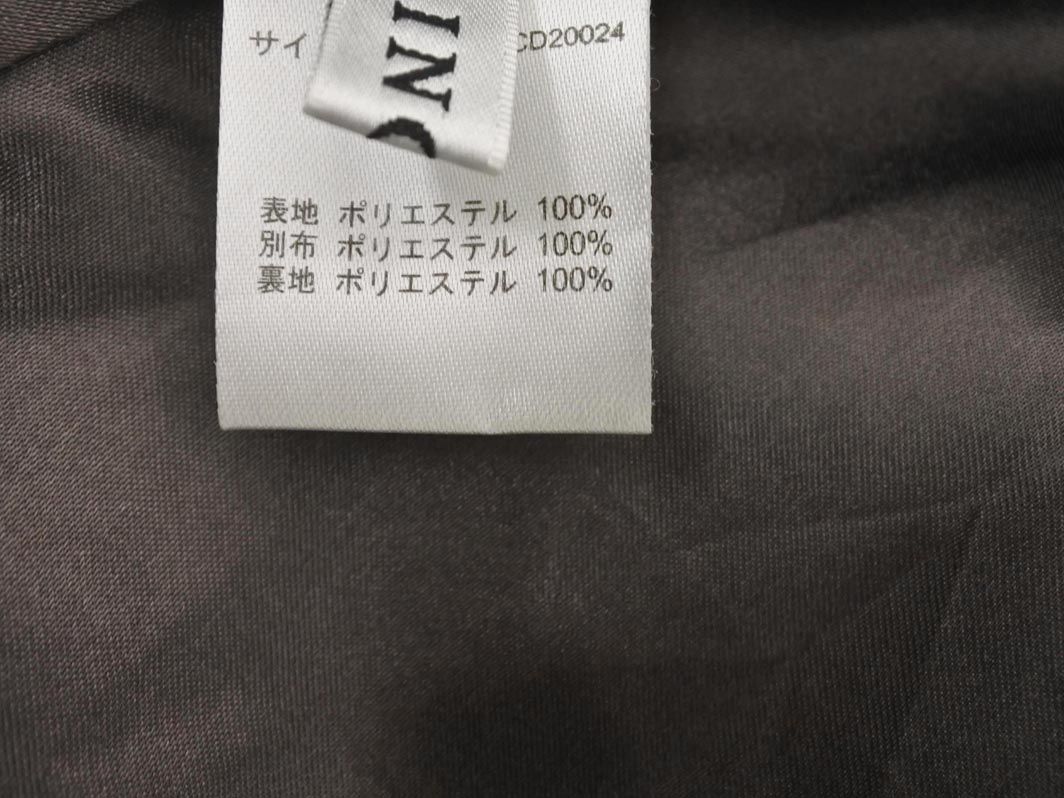 サイ
CD20024
表地 ポリエステル 100%
別布 ポリエステル 100%
裏地 ポリエステル 100%
IN